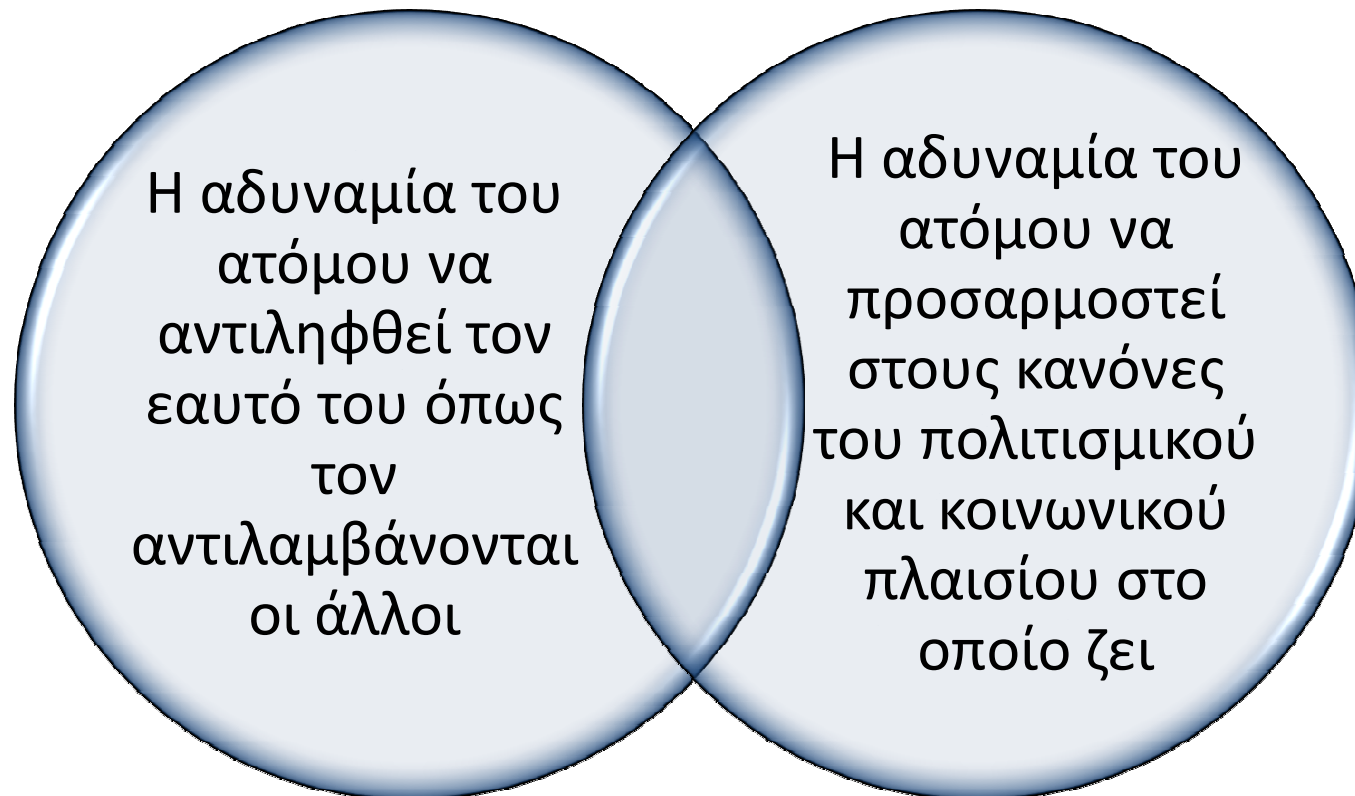 Η αδυναμία του
ατόμου να
αντιληφθεί τον
εαυτό του όπως
τον
αντιλαμβάνονται
οι άλλοι
Η αδυναμία του
ατόμου να
προσαρμοστεί
στους κανόνες
του πολιτισμικού
και κοινωνικού
πλαισίου στο
οποίο ζει